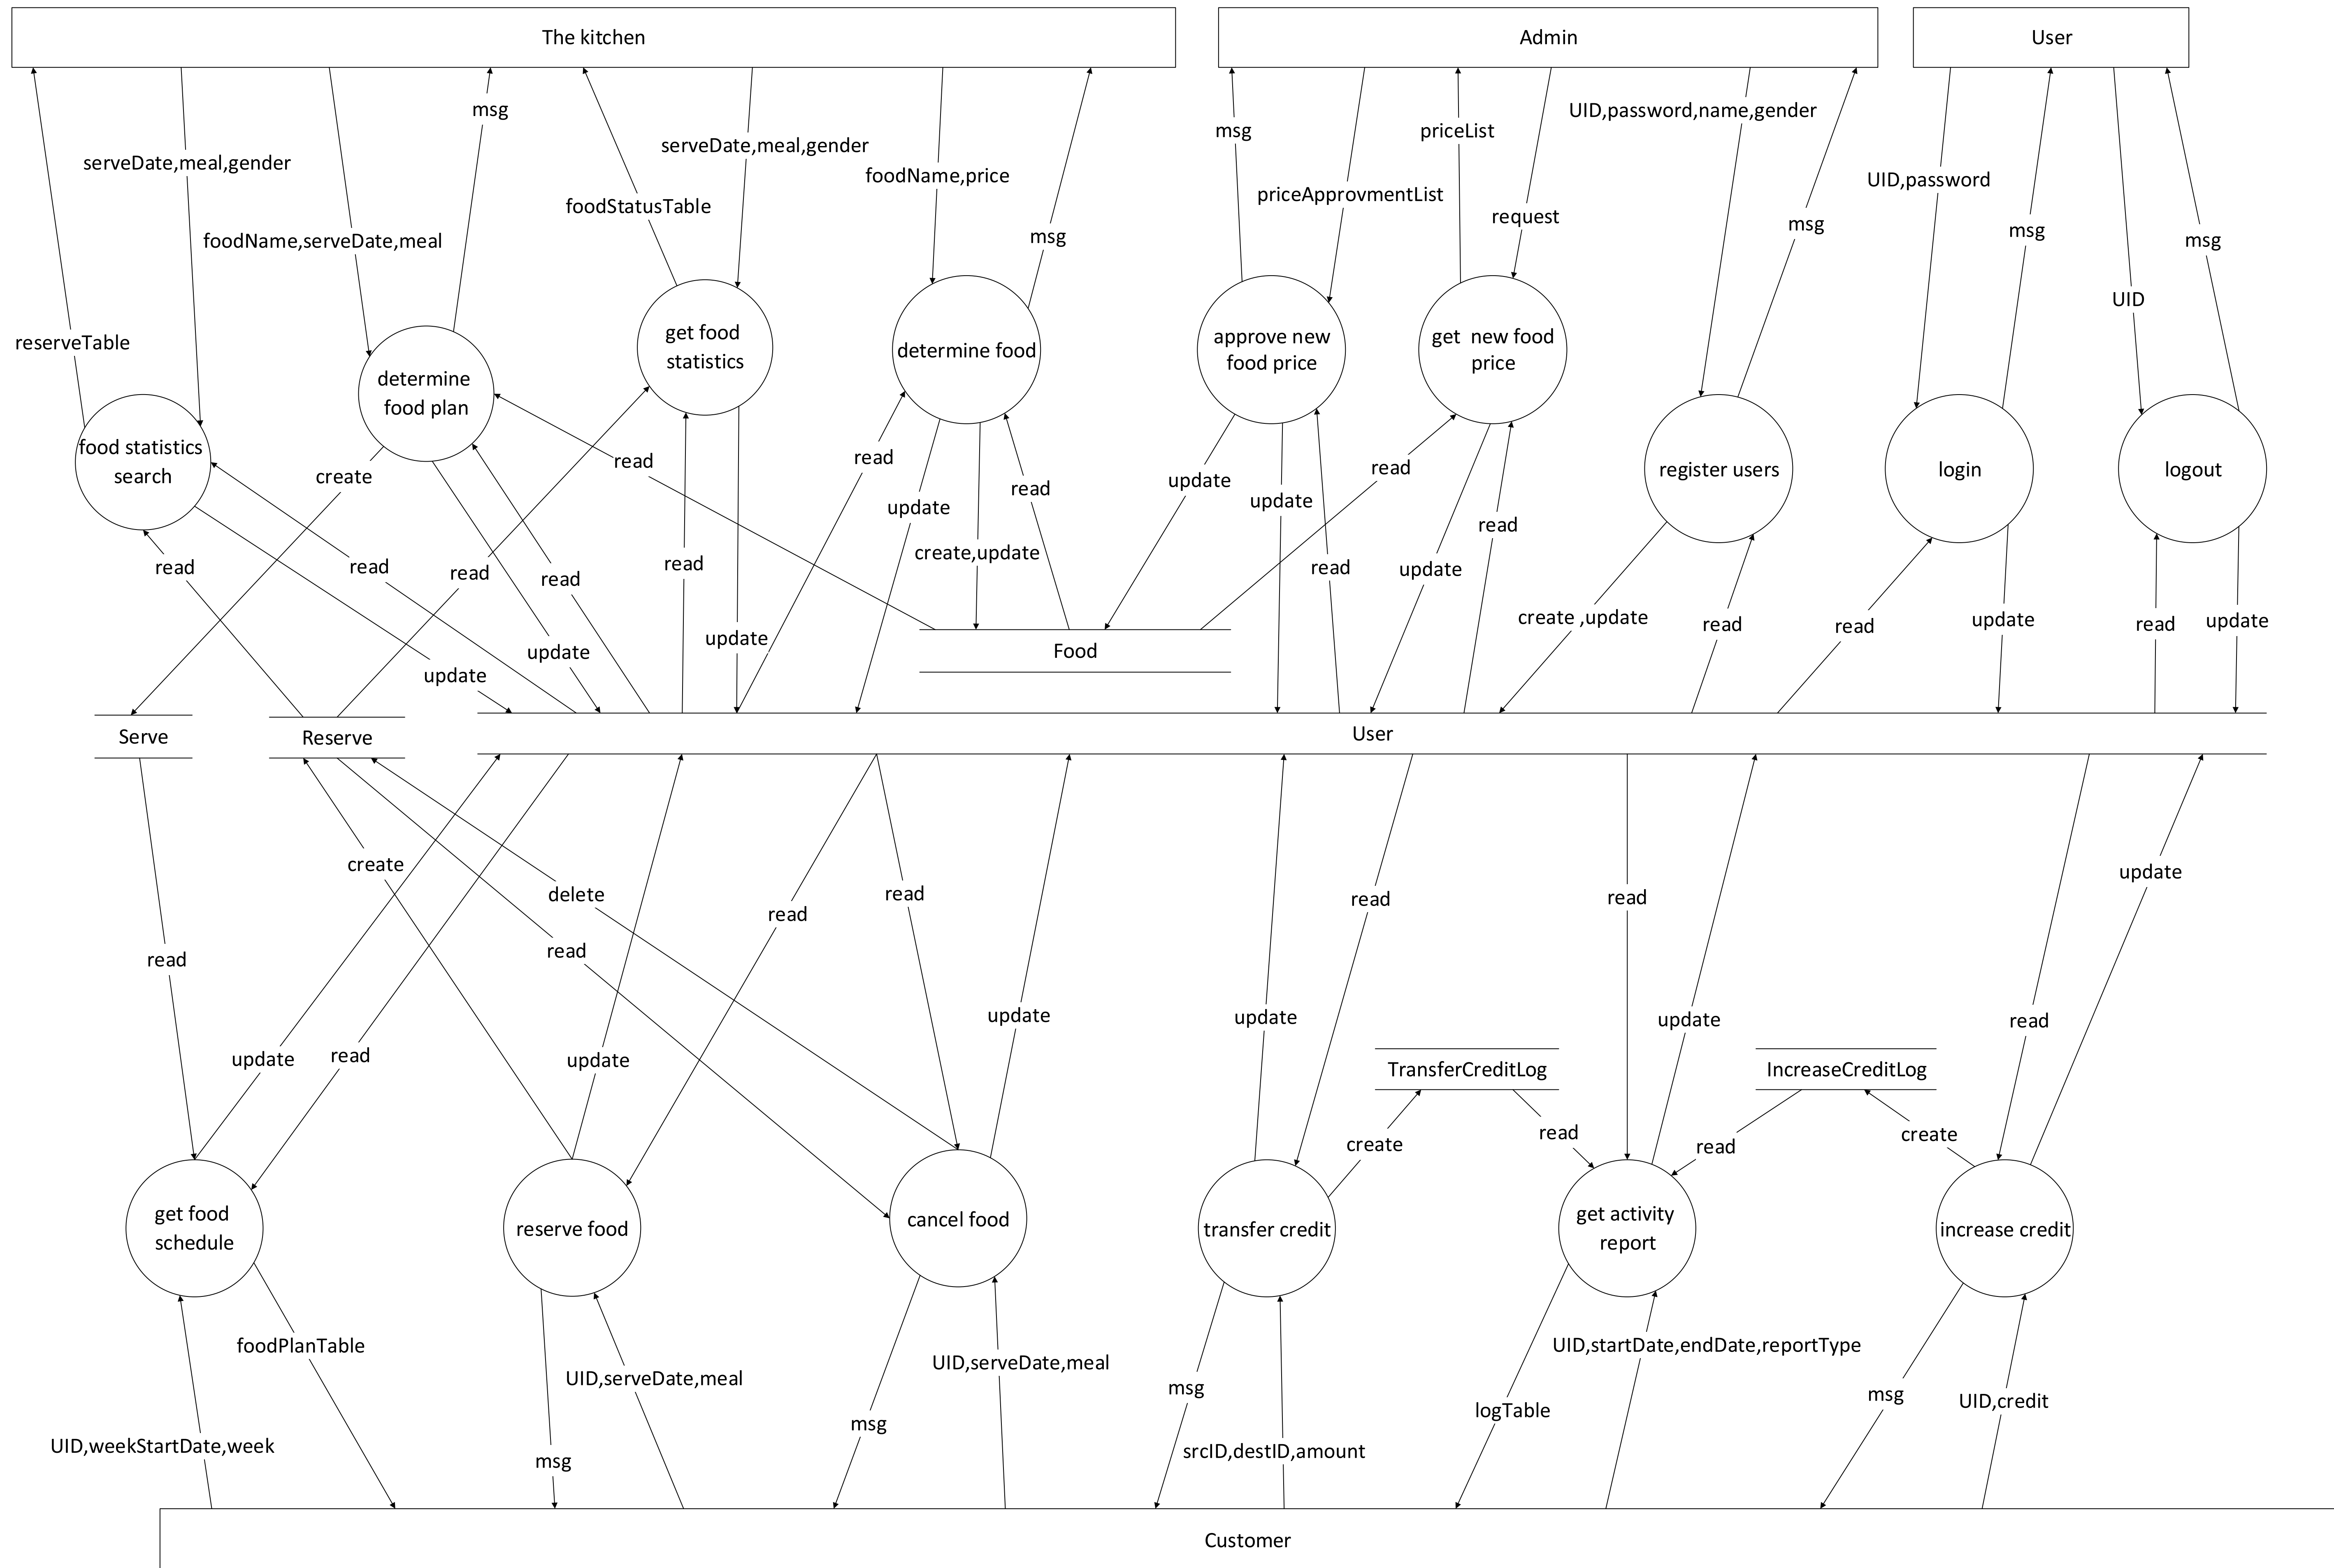 The kitchen
Admin
User
msg
UID,password,name,gender
msg
priceList
serveDate,meal,gender
serveDate,meal,gender
foodName,price
UID,password
priceApprovmentList
foodStatusTable
request
msg
msg
foodName,serveDate,meal
msg
msg
UID
reserveTable
get food
statistics
determine food
approve new
food price
get  new food
price
determine
food plan
food statistics
search
register users
login
logout
create
read
read
update
read
read
update
update
read
create,update
read
read
read
read
read
update
read
update
update
update
read
create ,update
read
read
update
read
update
update
Food
Serve
Reserve
User
create
delete
read
read
read
read
update
read
read
update
read
update
update
update
update
read
read
TransferCreditLog
IncreaseCreditLog
create
read
read
create
get food
schedule
reserve food
cancel food
transfer credit
get activity
report
increase credit
foodPlanTable
UID,serveDate,meal
UID,serveDate,meal
UID,startDate,endDate,reportType
msg
msg
UID,credit
logTable
msg
UID,weekStartDate,week
msg
srcID,destID,amount
Customer